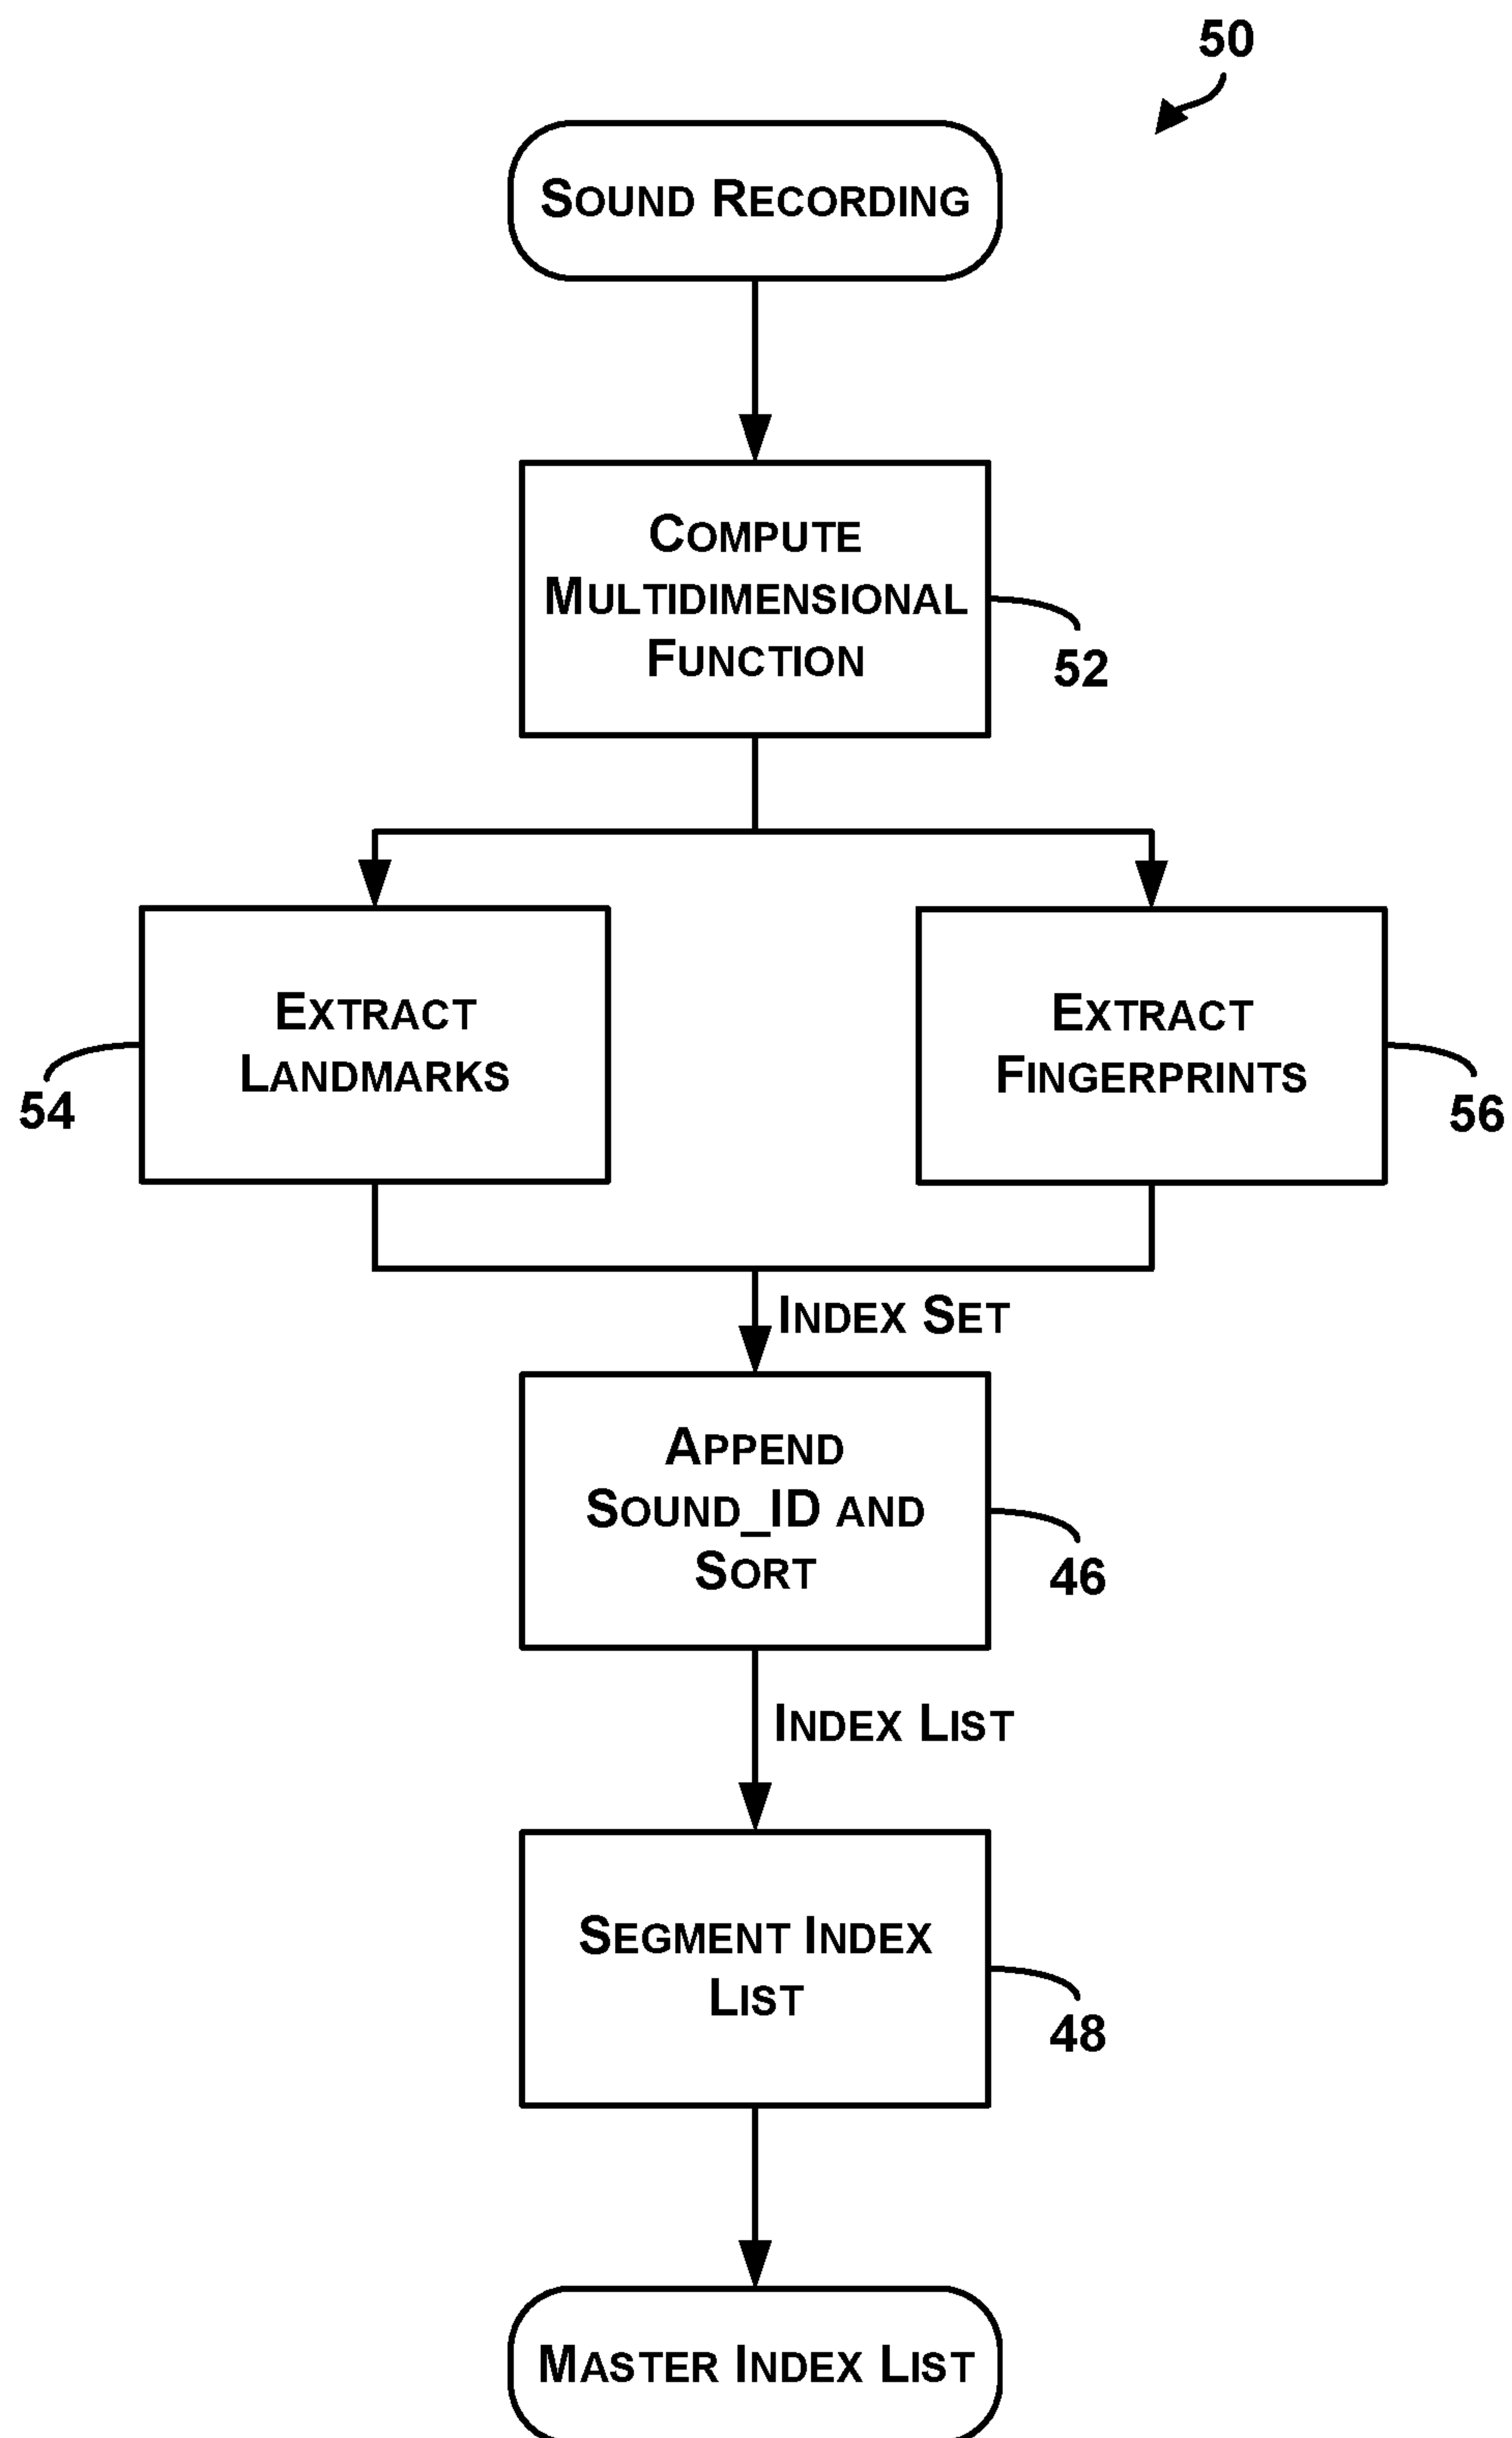 50
SOUND RECORDING
COMPUTE
MULTIDIMENSIONAL
FUNCTION
52
EXTRACT
LANDMARKS
54
EXTRACT
FINGERPRINTS
56
INDEX SET
APPEND
SOUND_ID AND
SORT
46
INDEX LIST
SEGMENT INDEX
LIST
48
MASTER INDEX LIST